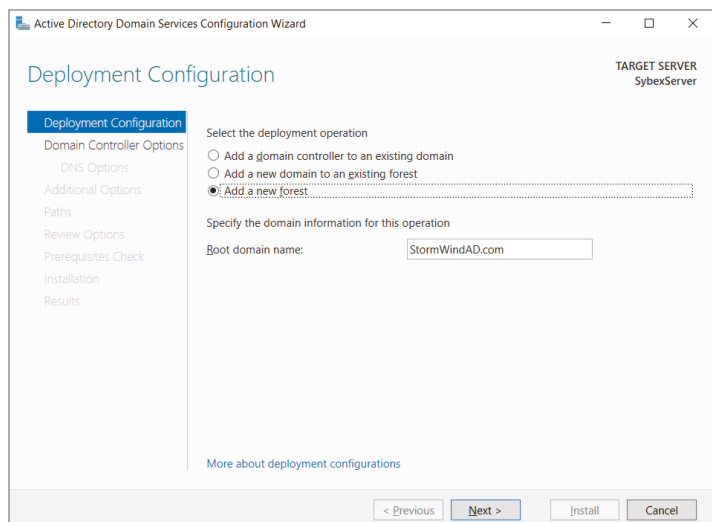 Active Directory Domain Services Configuration Wizard
Deployment Configuration
TARGET SERVER
SybexServer
Deployment Configuration
Domain Controller Options
DNS Options
Additional Options
Paths
Review Options
Prerequisites Check
Installation
Results
Select the deployment operation
Add a domain controller to an existing domain
Add a new domain to an existing forest
Add a new forest
Specify the domain information for this operation
Root domain name: StormWindAD.com
More about deployment configurations
< Previous Next > Install Cancel